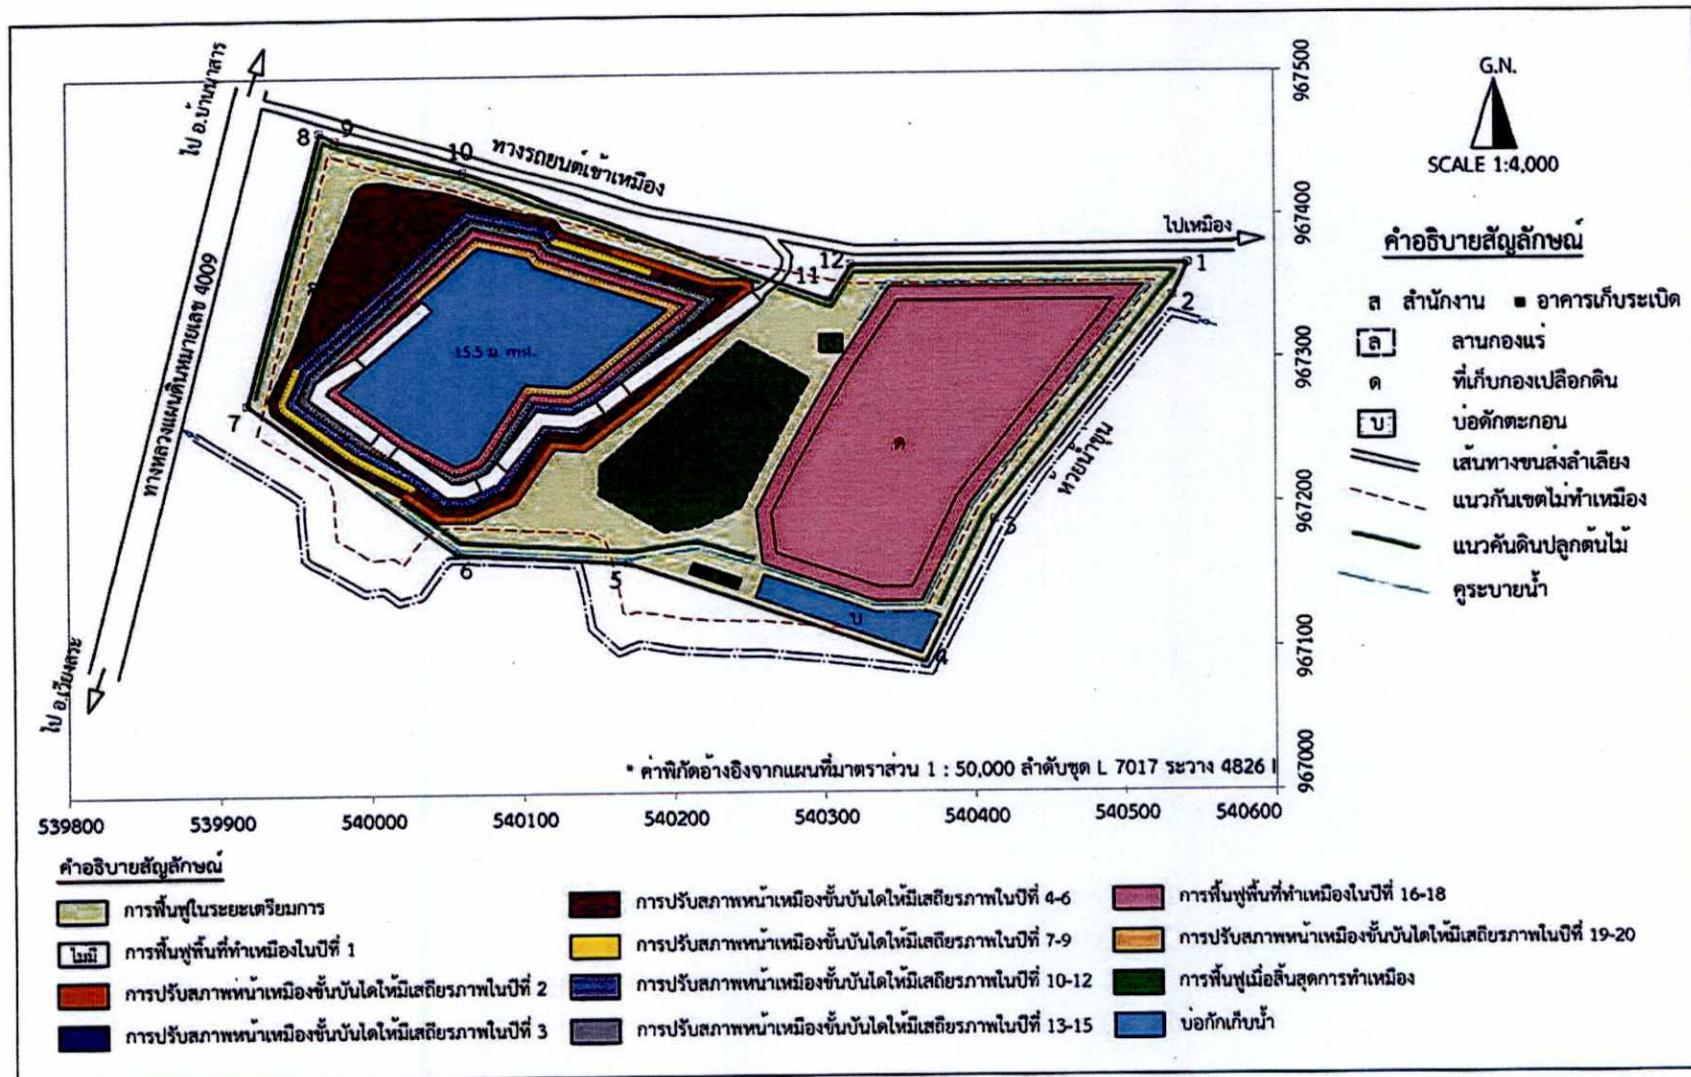 G.N.
SCALE 1:4,000
ไป อ.บ้านนาสาร
ทางหลวงแผ่นดินหมายเลข 4009
ไป อ.เวียงสระ
ทางรถยนต์เข้าเหมือง
ไปเหมือง
ห้วยน้ำขุน
8
9
10
11
12
1
2
3
4
5
6
7
15.5 ม. รทก.
ด
บ
967500
967400
967300
967200
967100
967000
* ค่าพิกัดอ้างอิงจากแผนที่มาตราส่วน 1 : 50,000 ลำดับชุด L 7017 ระวาง 4826 I
539800 539900 540000 540100 540200 540300 540400 540500 540600
คำอธิบายสัญลักษณ์
ส สำนักงาน ■ อาคารเก็บระเบิด
ล ลานกองแร่
ด ที่เก็บกองเปลือกดิน
บ บ่อดักตะกอน
เส้นทางขนส่งลำเลียง
แนวกันเขตไม่ทำเหมือง
แนวคันดินปลูกต้นไม้
คูระบายน้ำ
คำอธิบายสัญลักษณ์
การฟื้นฟูในระยะเตรียมการ
ไม่มี การฟื้นฟูพื้นที่ทำเหมืองในปีที่ 1
การปรับสภาพหน้าเหมืองขั้นบันไดให้มีเสถียรภาพในปีที่ 2
การปรับสภาพหน้าเหมืองขั้นบันไดให้มีเสถียรภาพในปีที่ 3
การปรับสภาพหน้าเหมืองขั้นบันไดให้มีเสถียรภาพในปีที่ 4-6
การปรับสภาพหน้าเหมืองขั้นบันไดให้มีเสถียรภาพในปีที่ 7-9
การปรับสภาพหน้าเหมืองขั้นบันไดให้มีเสถียรภาพในปีที่ 10-12
การปรับสภาพหน้าเหมืองขั้นบันไดให้มีเสถียรภาพในปีที่ 13-15
การฟื้นฟูพื้นที่ทำเหมืองในปีที่ 16-18
การปรับสภาพหน้าเหมืองขั้นบันไดให้มีเสถียรภาพในปีที่ 19-20
การฟื้นฟูเมื่อสิ้นสุดการทำเหมือง
บ่อกักเก็บน้ำ